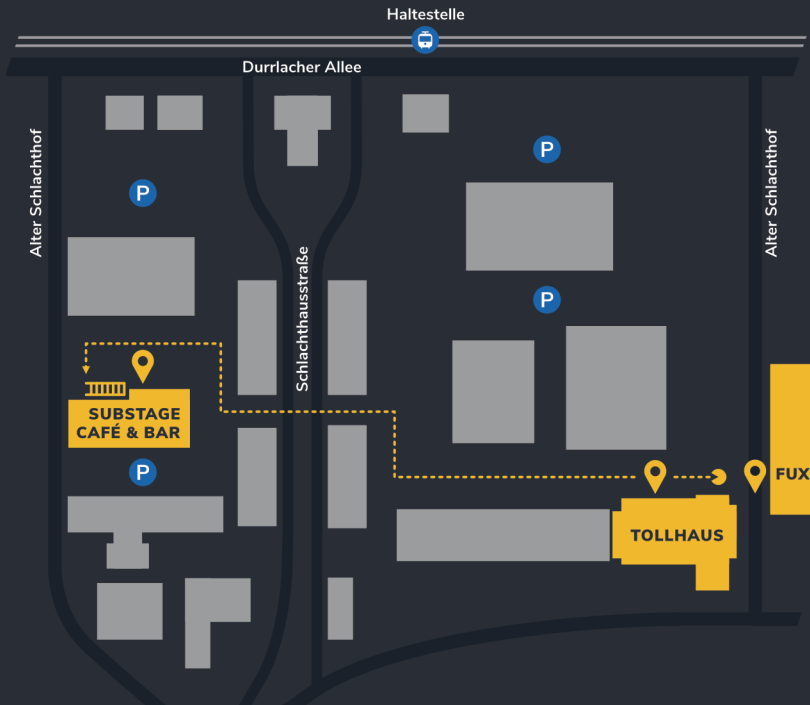 Haltestelle
Durrlacher Allee
Alter Schlachthof
Alter Schlachthof
P
P
Schlachthausstraße
P
SUBSTAGE
CAFÉ & BAR
P
FUX
TOLLHAUS